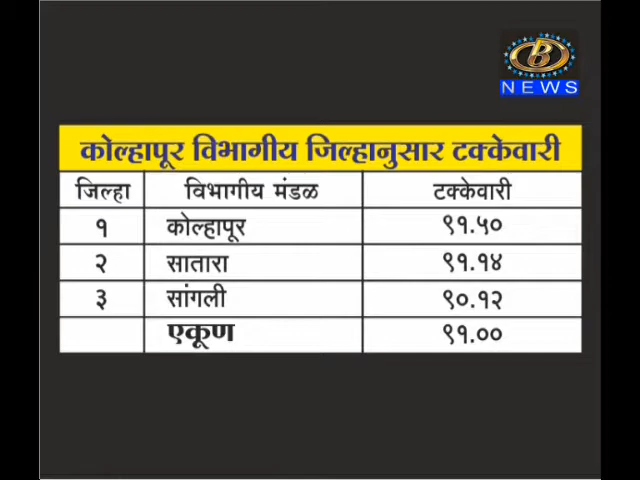 B
NEWS
कोल्हापूर विभागीय जिल्हानुसार टक्केवारी
जिल्हा विभागीय मंडळ टक्केवारी
१ कोल्हापूर ९१.५०
२ सातारा ९१.१४
३ सांगली ९०.१२
एकूण ९१.००